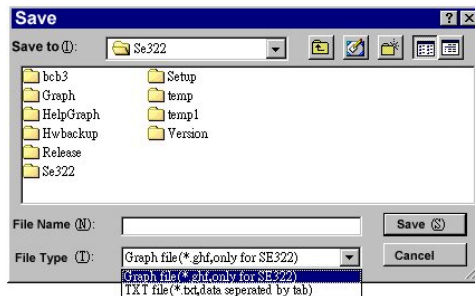 Save
Save to (I):
Se322
bcb3
Graph
HelpGraph
Hwbackup
Release
Se322
Setup
temp
temp1
Version
File Name (N):
Save (S)
File Type (T):
Graph file(*.ghf,only for SE322)
Cancel
Graph file(*.ghf,only for SE322)
TXT file(*.txt,data seperated by tab)